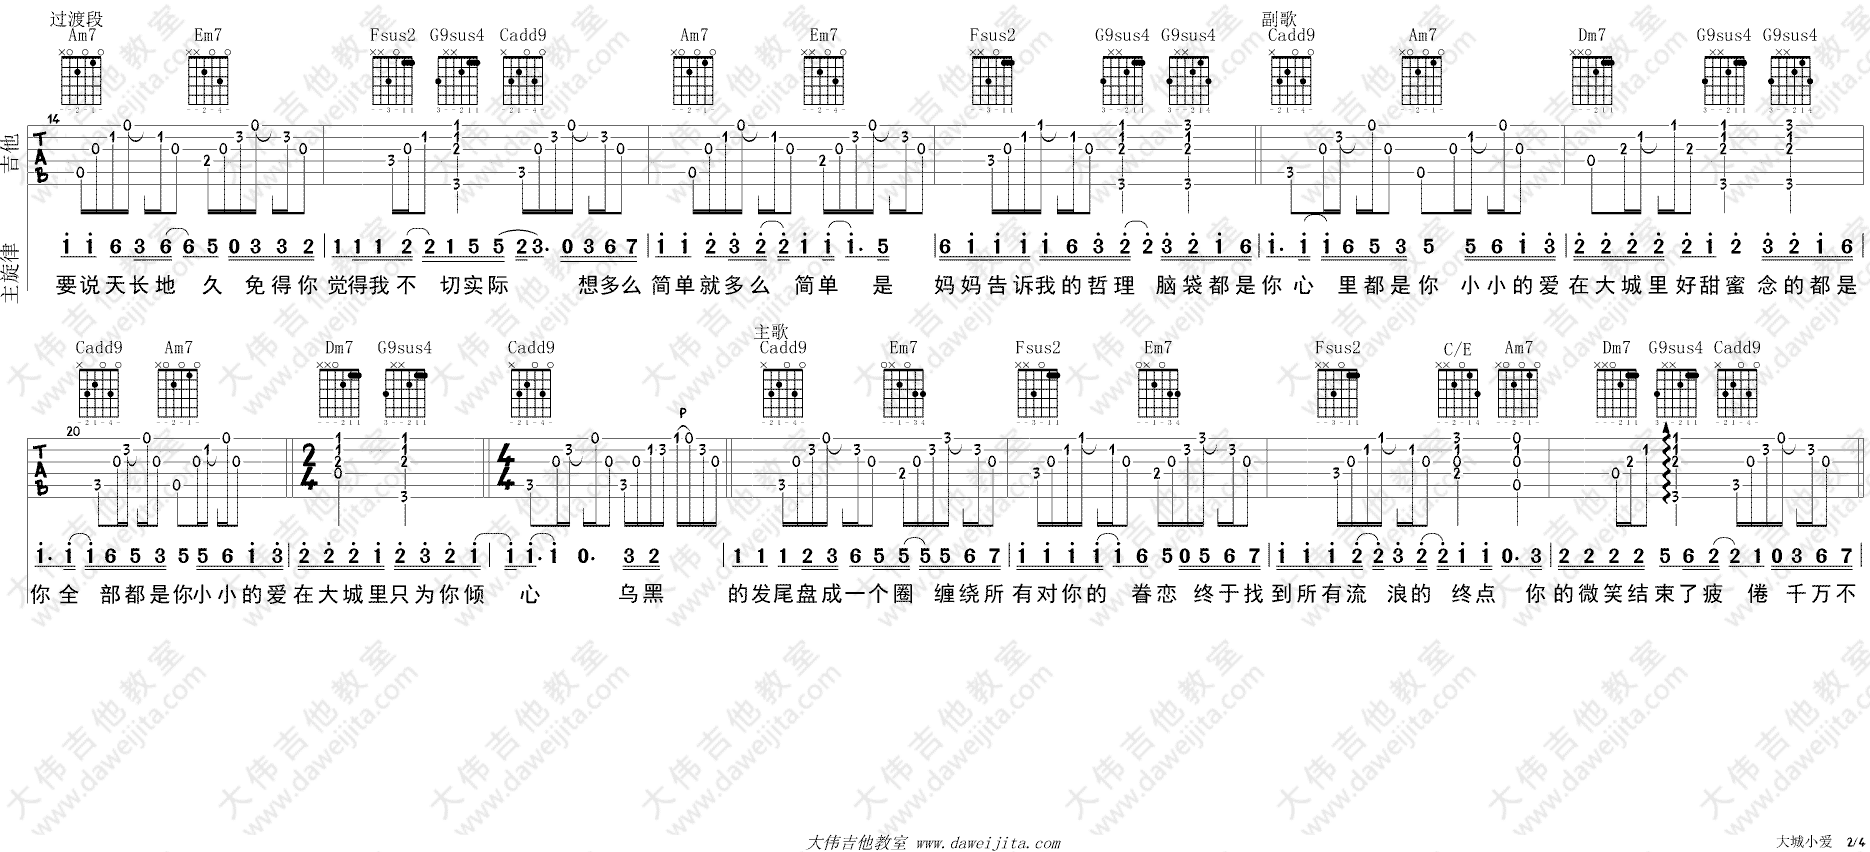 过渡段 副歌
Am7 Em7 Fsus2 G9sus4 Cadd9 Am7 Em7 Fsus2 G9sus4 G9sus4 Cadd9 Am7 Dm7 G9sus4 G9sus4
14
吉他
TAB
主旋律
要说天长地 久 免得你 觉得我不 切实际 想多么 简单就多么 简单 是 妈妈告诉我的哲理 脑袋都是你心 里都是你 小小的爱在大城里好甜蜜 念的都是
主歌
Cadd9 Am7 Dm7 G9sus4 Cadd9 Cadd9 Em7 Fsus2 Em7 Fsus2 C/E Am7 Dm7 G9sus4 Cadd9
20
P
TAB 2/4 4/4
你全 部都是你小小的爱在大城里只为你倾 心 乌黑 的发尾盘成一个圈 缠绕所有对你的 眷恋 终于找到所有流 浪的 终点 你的微笑结束了疲 倦 千万不
大伟吉他教室 www.daweijita.com
大城小爱 2/4